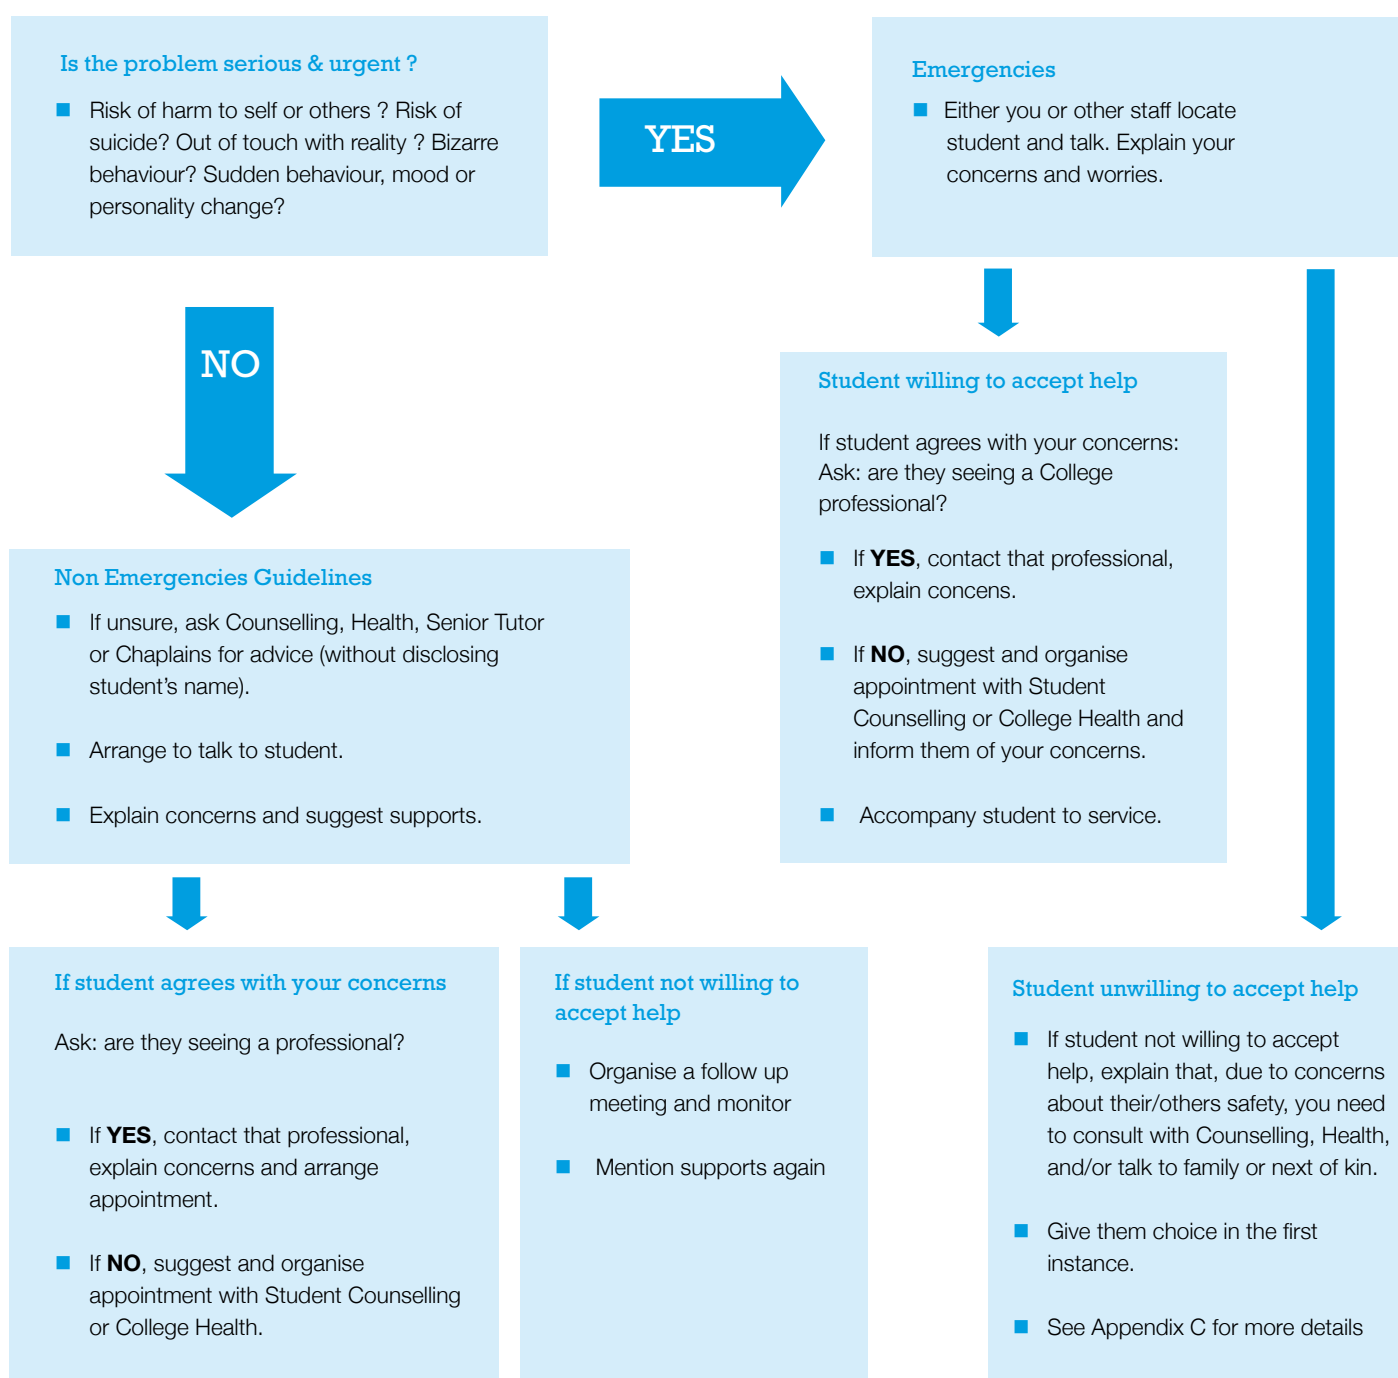 Is the problem serious & urgent ?
■ Risk of harm to self or others ? Risk of
suicide? Out of touch with reality ? Bizarre
behaviour? Sudden behaviour, mood or
personality change?
YES
Emergencies
■ Either you or other staff locate
student and talk. Explain your
concerns and worries.
NO
Student willing to accept help
If student agrees with your concerns:
Ask: are they seeing a College
professional?
■ If YES, contact that professional,
explain concens.
■ If NO, suggest and organise
appointment with Student
Counselling or College Health and
inform them of your concerns.
■ Accompany student to service.
Non Emergencies Guidelines
■ If unsure, ask Counselling, Health, Senior Tutor
or Chaplains for advice (without disclosing
student’s name).
■ Arrange to talk to student.
■ Explain concerns and suggest supports.
If student agrees with your concerns
Ask: are they seeing a professional?
■ If YES, contact that professional,
explain concerns and arrange
appointment.
■ If NO, suggest and organise
appointment with Student Counselling
or College Health.
If student not willing to
accept help
■ Organise a follow up
meeting and monitor
■ Mention supports again
Student unwilling to accept help
■ If student not willing to accept
help, explain that, due to concerns
about their/others safety, you need
to consult with Counselling, Health,
and/or talk to family or next of kin.
■ Give them choice in the first
instance.
■ See Appendix C for more details